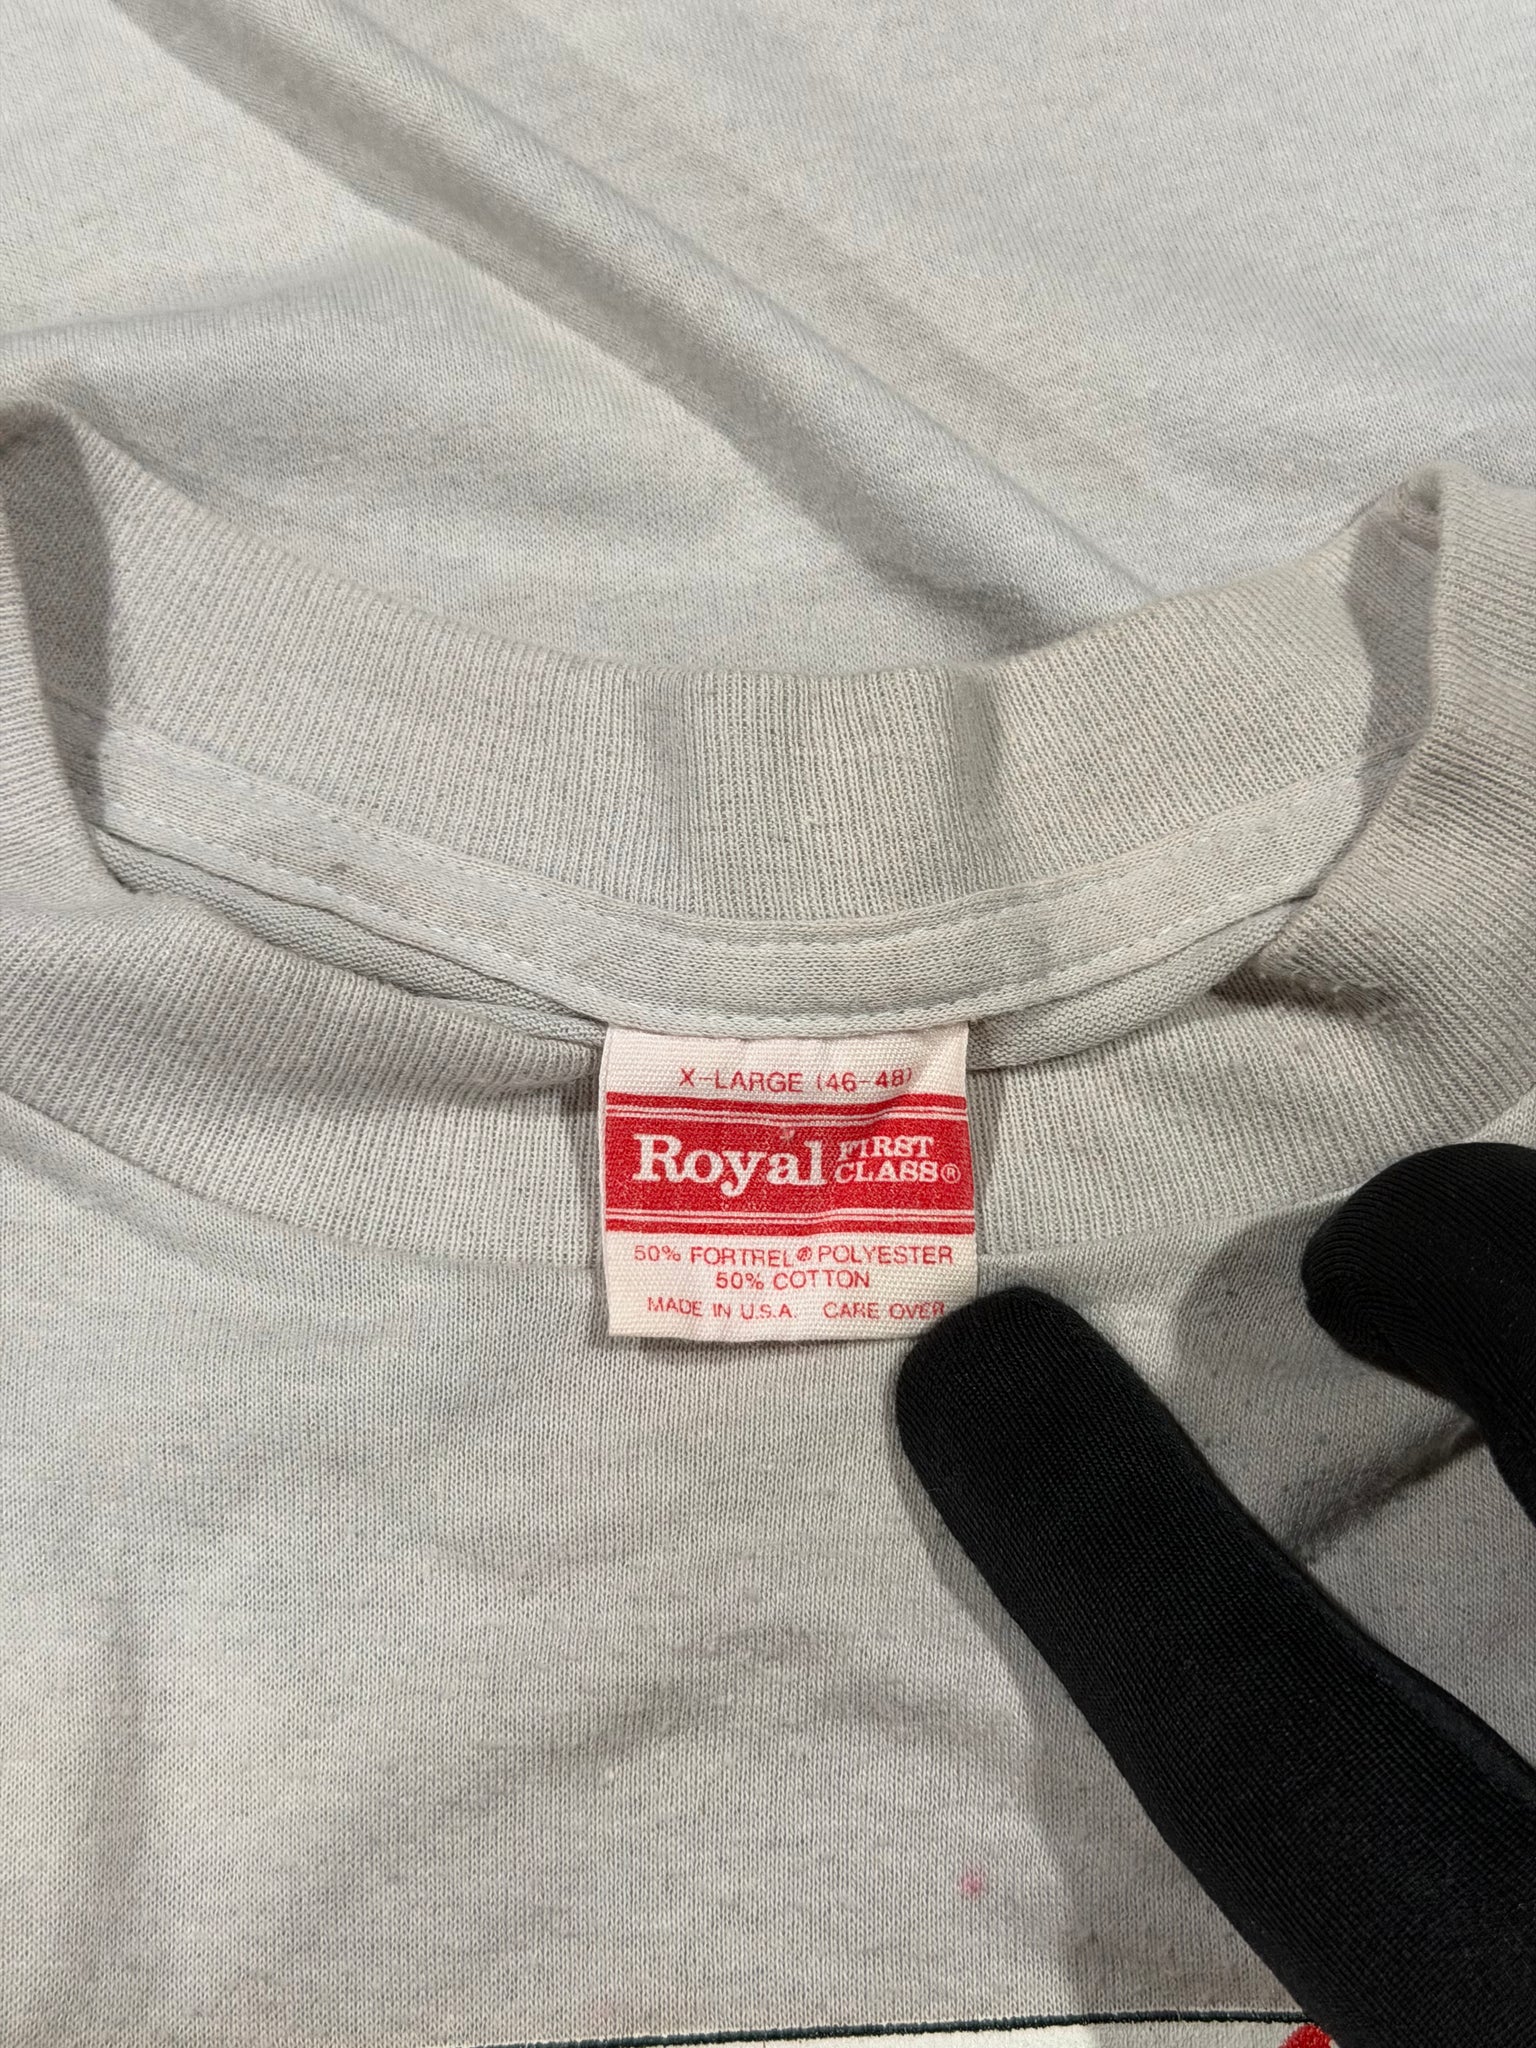 X-LARGE (46-48)
Royal FIRST CLASS®
50% FORTREL® POLYESTER
50% COTTON
MADE IN U.S.A. CARE OVER